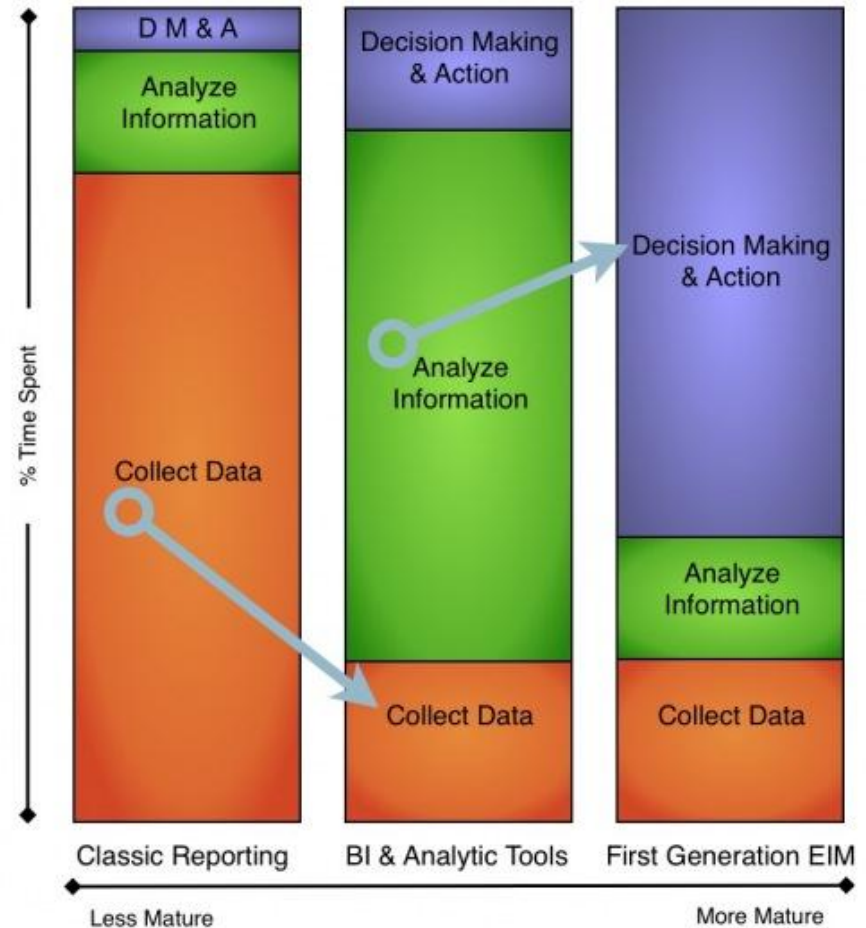 % Time Spent
D M & A
Analyze
Information
Collect Data
Classic Reporting
Decision Making
& Action
Analyze
Information
Collect Data
BI & Analytic Tools
Decision Making
& Action
Analyze
Information
Collect Data
First Generation EIM
Less Mature
More Mature